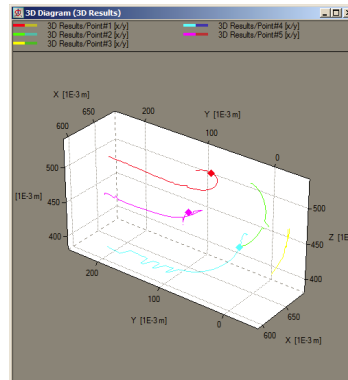 3D Diagram (3D Results)
3D Results/Point#1 [x/y]
3D Results/Point#4 [x/y]
3D Results/Point#2 [x/y]
3D Results/Point#5 [x/y]
3D Results/Point#3 [x/y]
X [1E-3 m]
650
200
Y [1E-3 m]
600
100
0
500
[1E-3 m]
450
400
500
450
Z [1E
400
200
100
Y [1E-3 m]
0
650
600
X [1E-3 m]